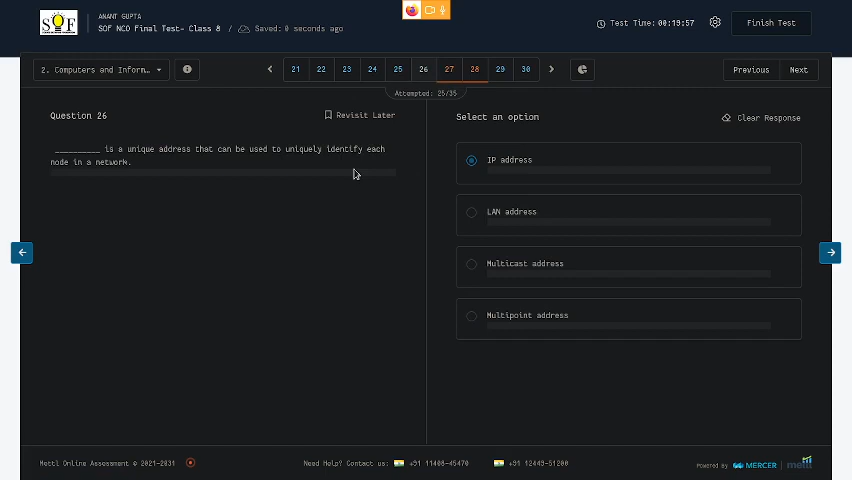 SOF
ANANT GUPTA
SOF NCO Final Test- Class 8 / Saved: 0 seconds ago
Test Time: 00:19:57
Finish Test
2. Computers and Inform...
21 22 23 24 25 26 27 28 29 30
Previous Next
Attempted: 25/35
Question 26
Revisit Later
__________ is a unique address that can be used to uniquely identify each
node in a network.
Select an option
Clear Response
IP address
LAN address
Multicast address
Multipoint address
Mettl Online Assessment © 2021-2031
Need Help? Contact us: +91 11408-45470 +91 12449-51200
Powered by MERCER mettl